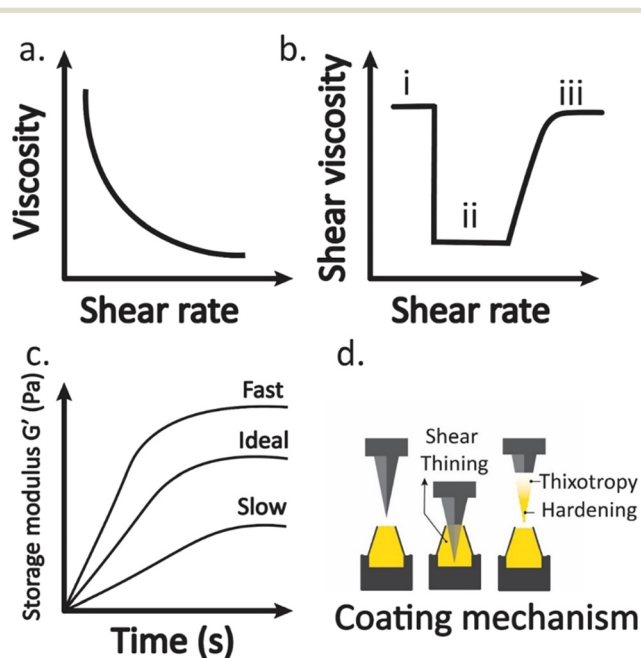 a.
Viscosity
Shear rate
b.
Shear viscosity
i
ii
iii
Shear rate
c.
Storage modulus G' (Pa)
Fast
Ideal
Slow
Time (s)
d.
Shear
Thining
Thixotropy
Hardening
Coating mechanism